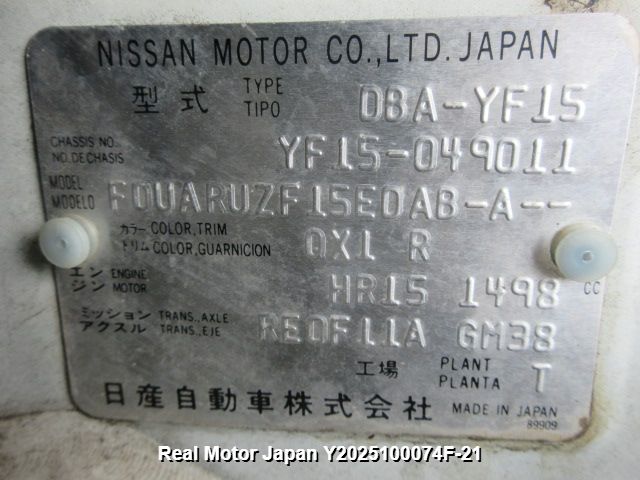 NISSAN MOTOR CO.,LTD. JAPAN
型式 TYPE TIPO DBA-YF15
CHASSIS NO. NO. DE CHASIS YF15-049011
MODEL MODELO FDUARUZF15EDAB-A--
カラー COLOR, TRIM
トリム COLOR, GUARNICION QX1 R
エンジン ENGINE MOTOR HR15 1498 CC
ミッション TRANS., AXLE
アクスル TRANS., EJE RE0F11A GM38
工場 PLANT PLANTA T
日産自動車株式会社 MADE IN JAPAN
89909
Real Motor Japan Y2025100074F-21